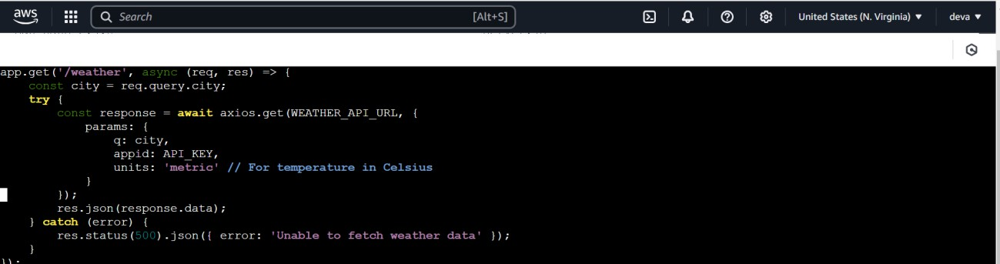 aws
Search [Alt+S]
United States (N. Virginia) ▼
deva ▼
app.get('/weather', async (req, res) => {
    const city = req.query.city;
    try {
        const response = await axios.get(WEATHER_API_URL, {
            params: {
                q: city,
                appid: API_KEY,
                units: 'metric' // For temperature in Celsius
            }
        });
        res.json(response.data);
    } catch (error) {
        res.status(500).json({ error: 'Unable to fetch weather data' });
    }
});